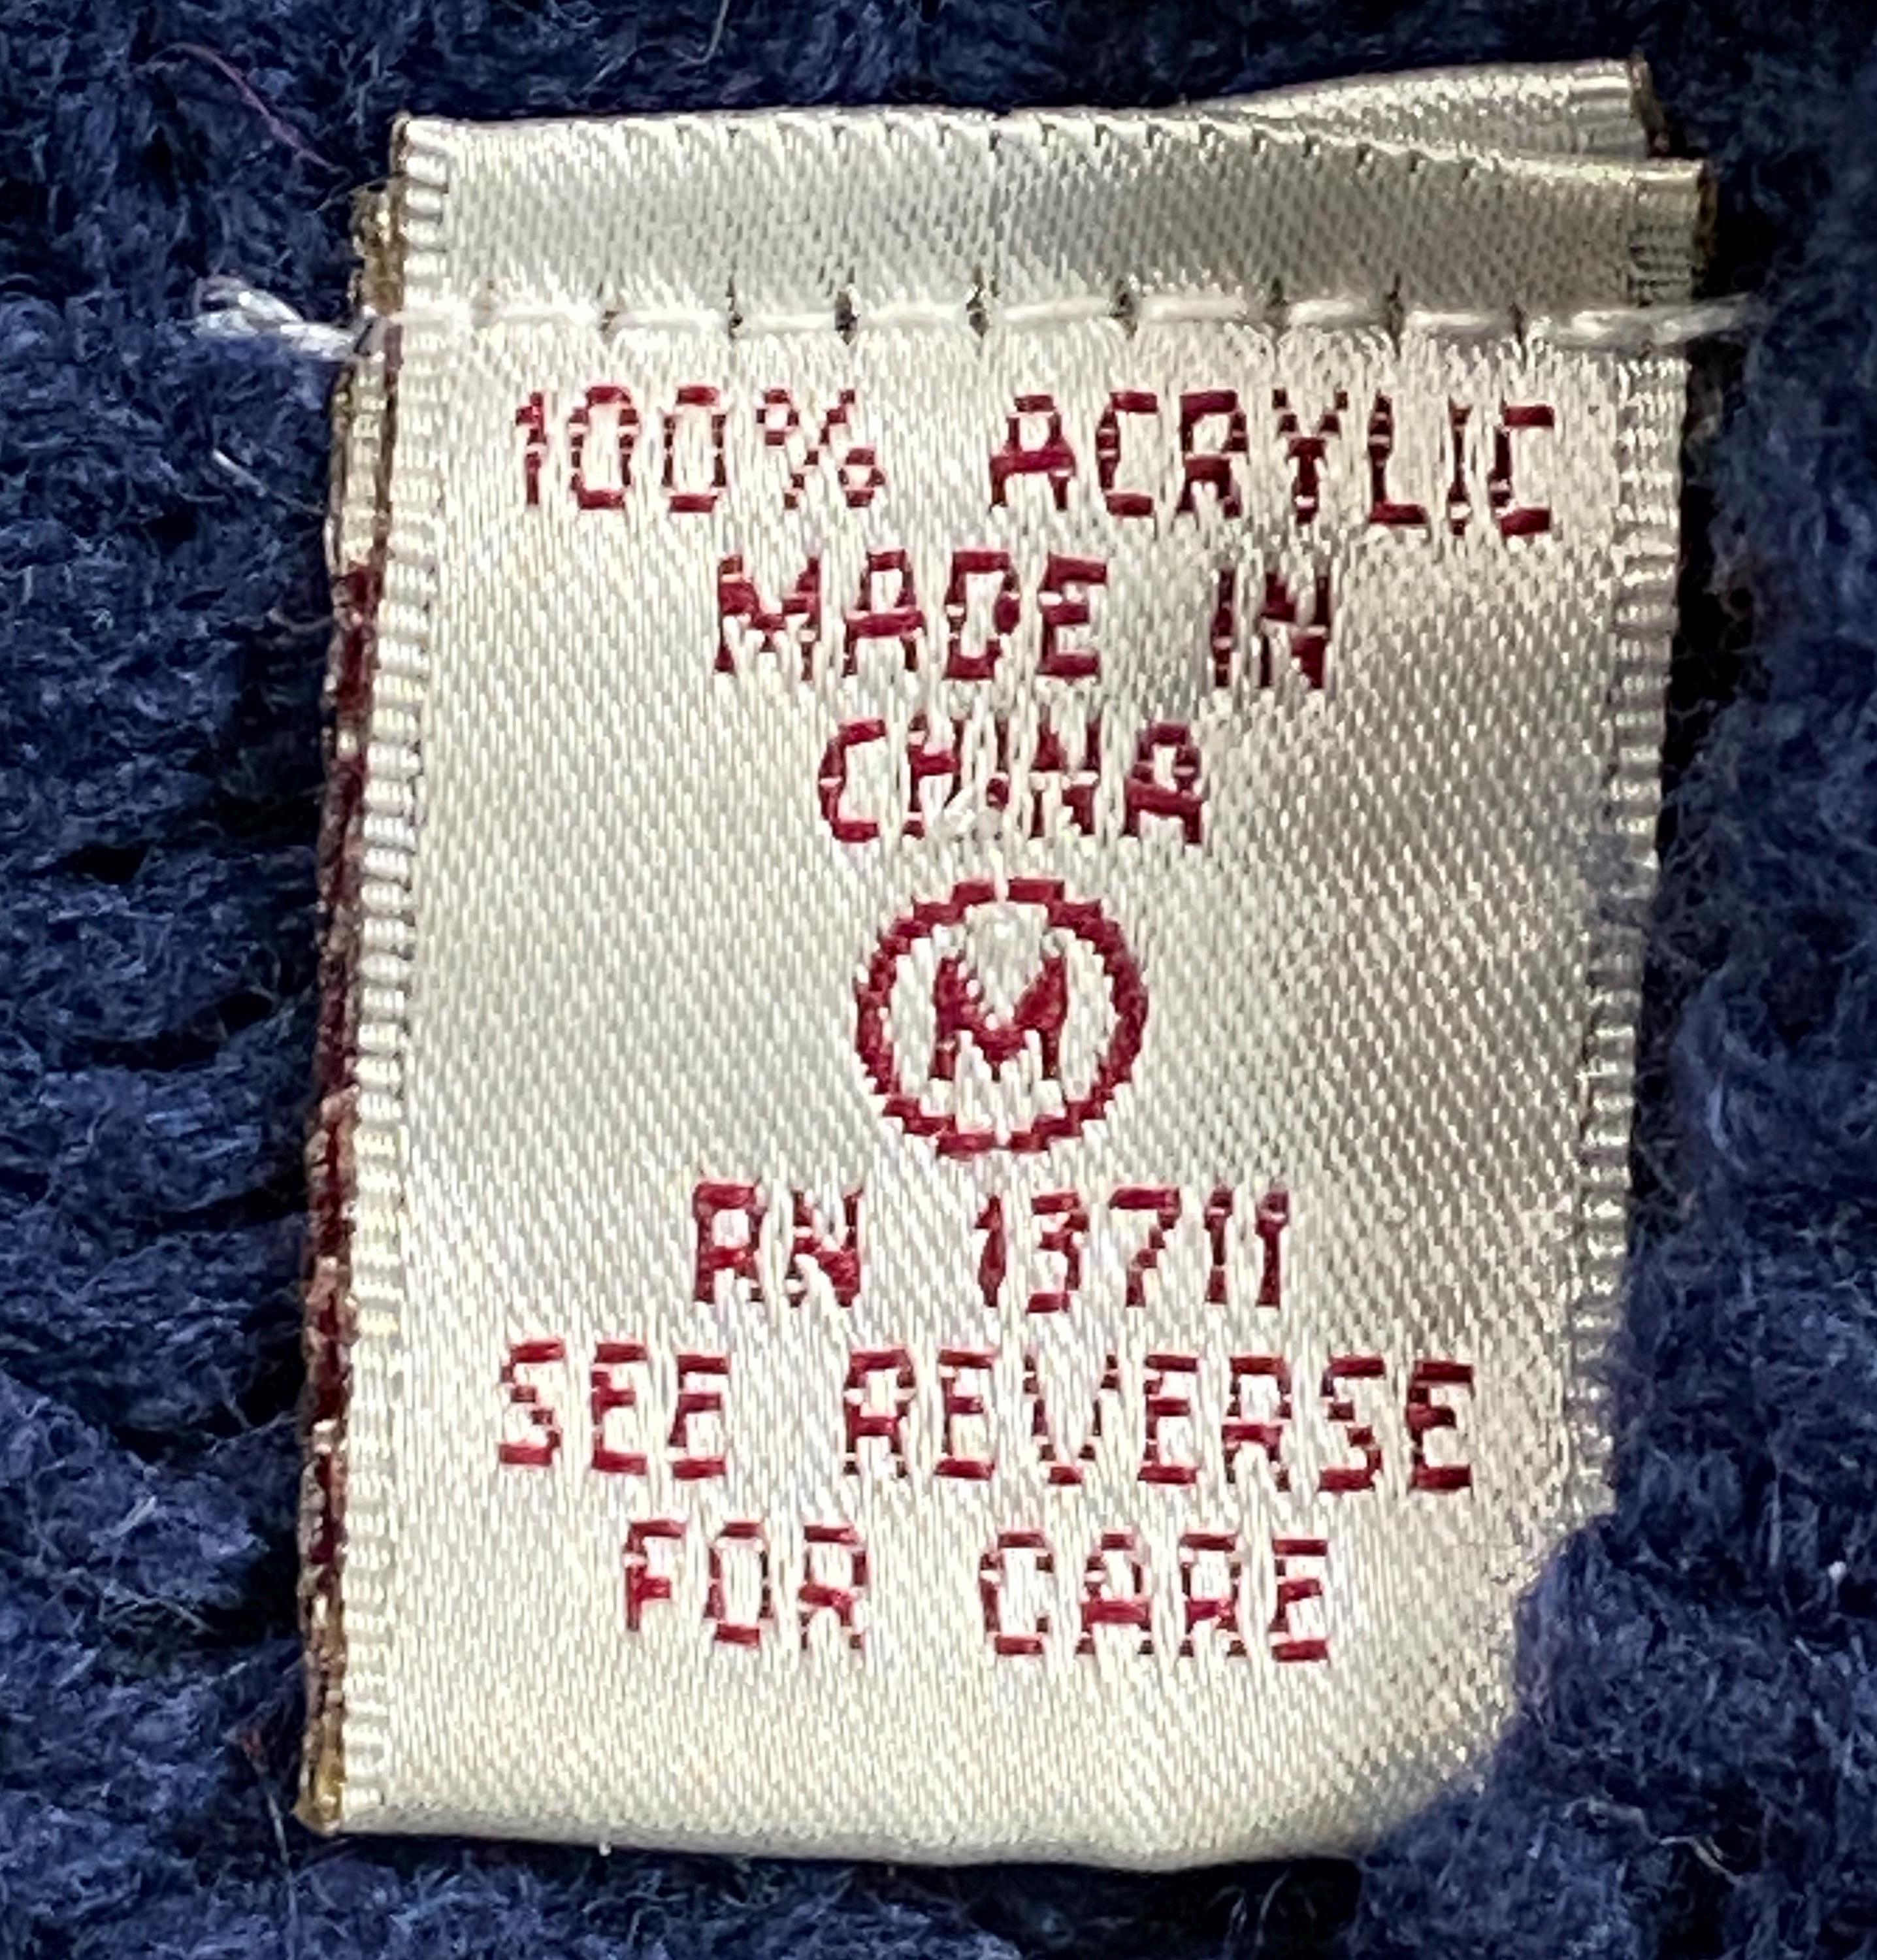 100% ACRYLIC
MADE IN
CHINA
M
RN 13711
SEE REVERSE
FOR CARE